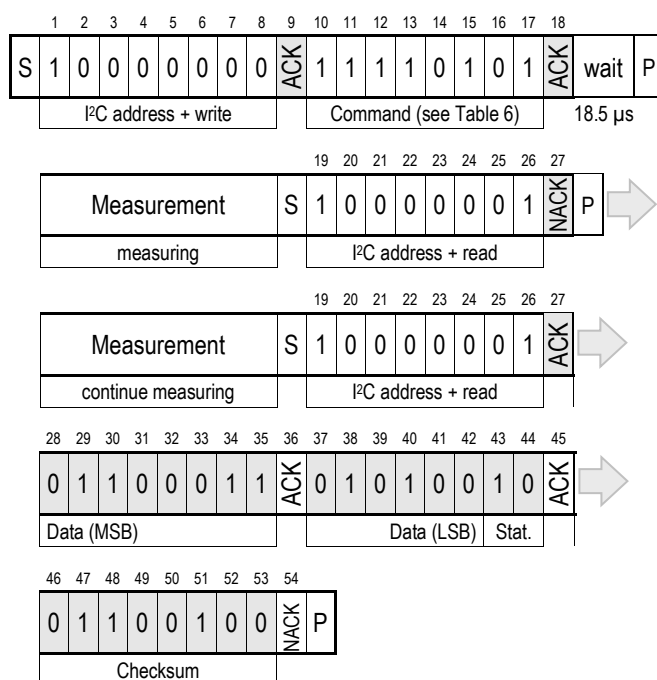 1 2 3 4 5 6 7 8 9 10 11 12 13 14 15 16 17 18
S 1 0 0 0 0 0 0 0 ACK 1 1 1 1 0 1 0 1 ACK wait P
I²C address + write Command (see Table 6) 18.5 µs
19 20 21 22 23 24 25 26 27
Measurement S 1 0 0 0 0 0 0 1 NACK P
measuring I²C address + read
19 20 21 22 23 24 25 26 27
Measurement S 1 0 0 0 0 0 0 1 ACK
continue measuring I²C address + read
28 29 30 31 32 33 34 35 36 37 38 39 40 41 42 43 44 45
0 1 1 0 0 0 1 1 ACK 0 1 0 1 0 0 1 0 ACK
Data (MSB) Data (LSB) Stat.
46 47 48 49 50 51 52 53 54
0 1 1 0 0 1 0 0 NACK P
Checksum